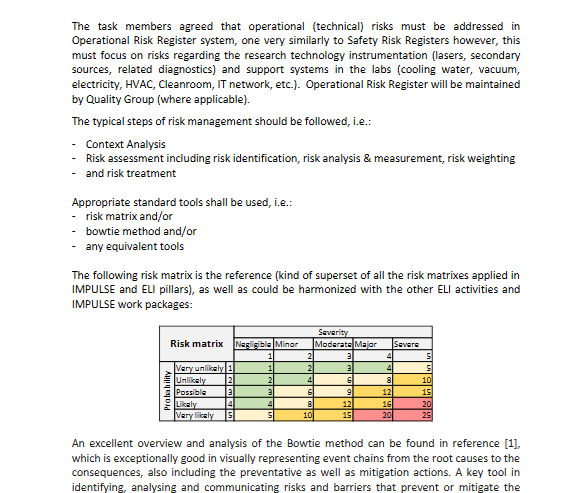 The task members agreed that operational (technical) risks must be addressed in
Operational Risk Register system, one very similarly to Safety Risk Registers however, this
must focus on risks regarding the research technology instrumentation (lasers, secondary
sources, related diagnostics) and support systems in the labs (cooling water, vacuum,
electricity, HVAC, Cleanroom, IT network, etc.). Operational Risk Register will be maintained
by Quality Group (where applicable).
The typical steps of risk management should be followed, i.e.:
- Context Analysis
- Risk assessment including risk identification, risk analysis & measurement, risk weighting
- and risk treatment
Appropriate standard tools shall be used, i.e.:
- risk matrix and/or
- bowtie method and/or
- any equivalent tools
The following risk matrix is the reference (kind of superset of all the risk matrixes applied in
IMPULSE and ELI pillars), as well as could be harmonized with the other ELI activities and
IMPULSE work packages:
Severity
Risk matrix Negligible Minor Moderate Major Severe
1 2 3 4 5
Probability
Very unlikely 1 1 2 3 4 5
Unlikely 2 2 4 6 8 10
Possible 3 3 6 9 12 15
Likely 4 4 8 12 16 20
Very likely 5 5 10 15 20 25
An excellent overview and analysis of the Bowtie method can be found in reference [1],
which is exceptionally good in visually representing event chains from the root causes to the
consequences, also including the preventative as well as mitigation actions. A key tool in
identifying, analysing and communicating risks and barriers that prevent or mitigate the